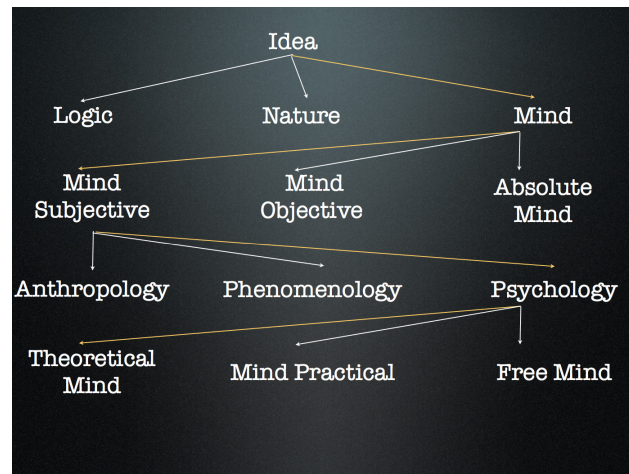 Idea
Logic Nature Mind
Mind Subjective Mind Objective Absolute Mind
Anthropology Phenomenology Psychology
Theoretical Mind Mind Practical Free Mind